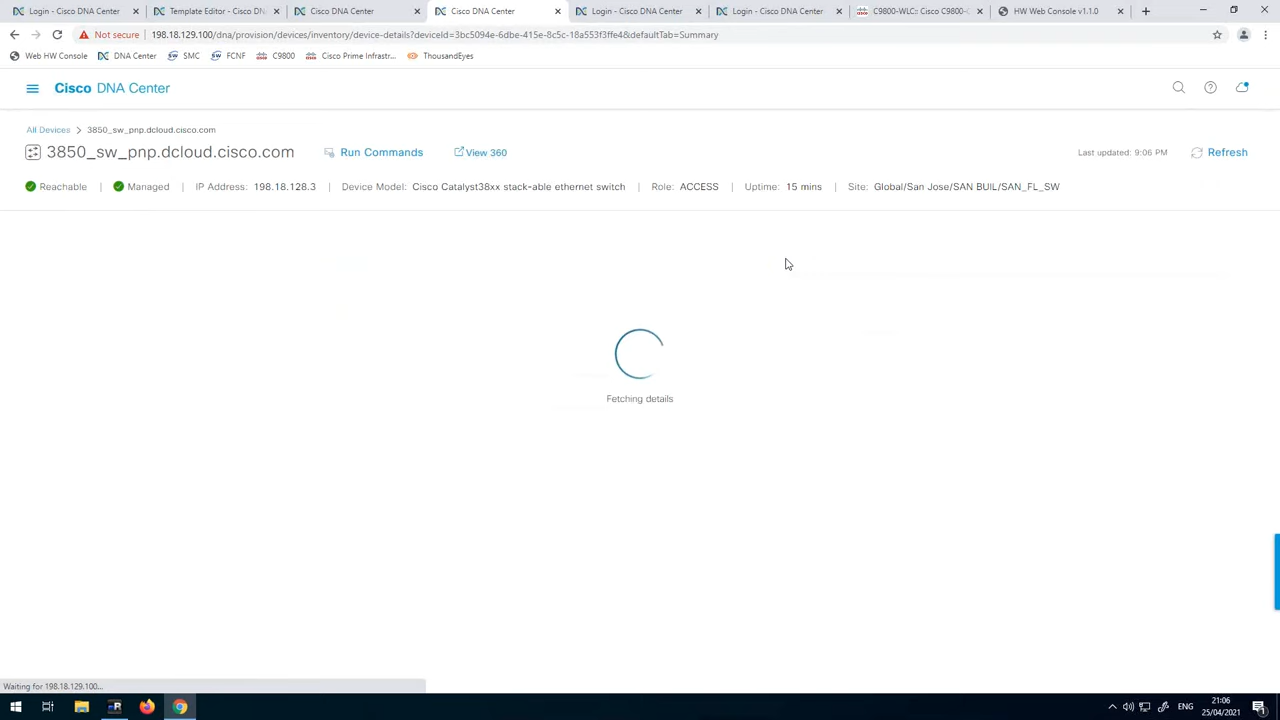 Login - Cisco DNA Center
Template Editor - Cisco DN
Cisco DNA Center
Cisco DNA Center
Login - Cisco DNA Center
Login - Cisco DNA Center
C9800-WLC:: Cisco C9800-C
HW Web Console v1.1.0
Not secure
198.18.129.100/dna/provision/devices/inventory/device-details?deviceId=3bc5094e-6dbe-415e-8c5c-18a553f3ffe4&defaultTab=Summary
Web HW Console
DNA Center
SMC
FCNF
C9800
Cisco Prime Infrastr...
ThousandEyes
Cisco DNA Center
All Devices > 3850_sw_pnp.dcloud.cisco.com
3850_sw_pnp.dcloud.cisco.com
Run Commands
View 360
Last updated: 9:06 PM
Refresh
Reachable | Managed | IP Address: 198.18.128.3 | Device Model: Cisco Catalyst38xx stack-able ethernet switch | Role: ACCESS | Uptime: 15 mins | Site: Global/San Jose/SAN BUIL/SAN_FL_SW
Fetching details
Waiting for 198.18.129.100...
ENG
21:06
25/04/2021
1